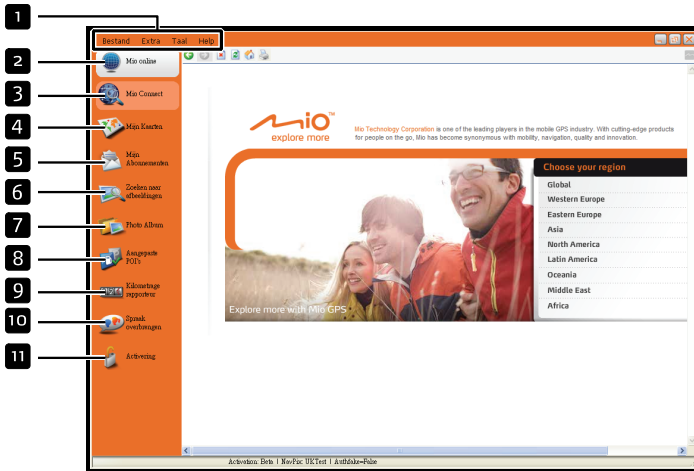 1
Bestand Extra Taal Help
2
Mio online
3
Mio Connect
4
Mijn Kaarten
5
Mijn
Abonnementen
6
Zoeken naar
afbeeldingen
7
Photo Album
8
Aangepaste
POI's
9
Kilometrage
rapporteur
10
Spraak
overbrengen
11
Activering
Mio™
explore more
Mio Technology Corporation is one of the leading players in the mobile GPS industry. With cutting-edge products
for people on the go, Mio has become synonymous with mobility, navigation, quality and innovation.
Explore more with Mio GPS
Choose your region
Global
Western Europe
Eastern Europe
Asia
North America
Latin America
Oceania
Middle East
Africa
Activation: Beta | NavPix: UKTest | Authfake=False